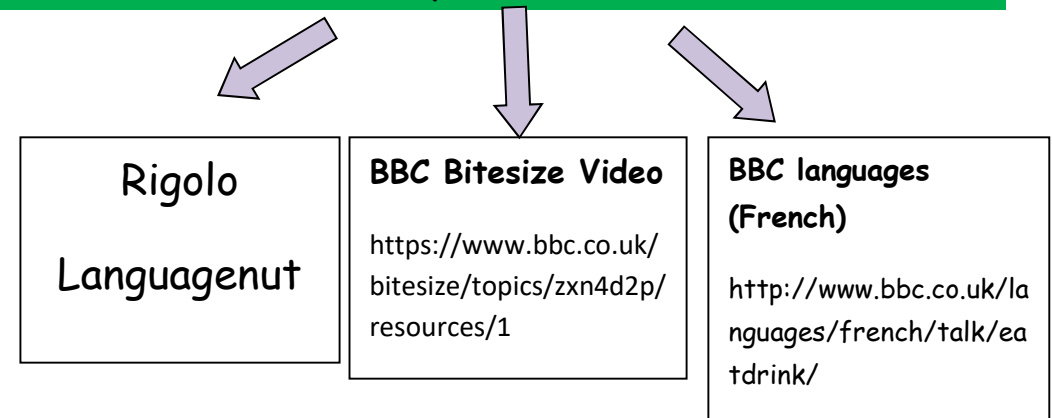 Rigolo
Languagenut
BBC Bitesize Video
https://www.bbc.co.uk/
bitesize/topics/zxn4d2p/
resources/1
BBC languages
(French)
http://www.bbc.co.uk/la
nguages/french/talk/ea
tdrink/